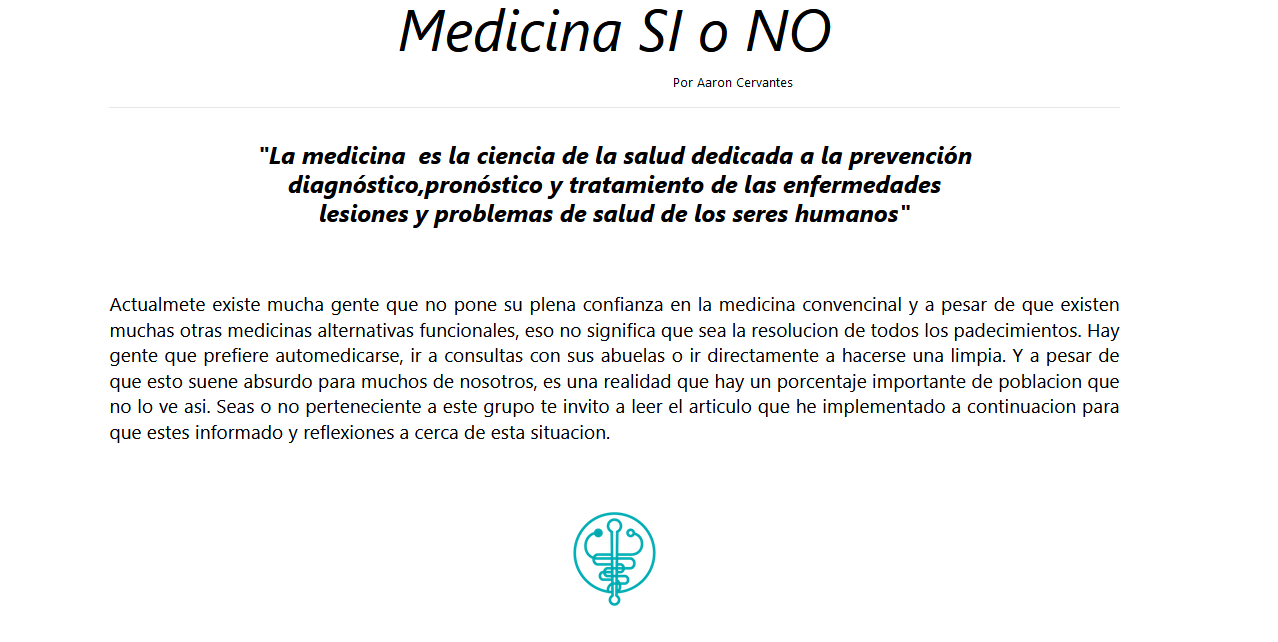 Medicina SI o NO
Por Aaron Cervantes
"La medicina  es la ciencia de la salud dedicada a la prevención
diagnóstico,pronóstico y tratamiento de las enfermedades
lesiones y problemas de salud de los seres humanos"
Actualmete existe mucha gente que no pone su plena confianza en la medicina convencinal y a pesar de que existen
muchas otras medicinas alternativas funcionales, eso no significa que sea la resolucion de todos los padecimientos. Hay
gente que prefiere automedicarse, ir a consultas con sus abuelas o ir directamente a hacerse una limpia. Y a pesar de
que esto suene absurdo para muchos de nosotros, es una realidad que hay un porcentaje importante de poblacion que
no lo ve asi. Seas o no perteneciente a este grupo te invito a leer el articulo que he implementado a continuacion para
que estes informado y reflexiones a cerca de esta situacion.